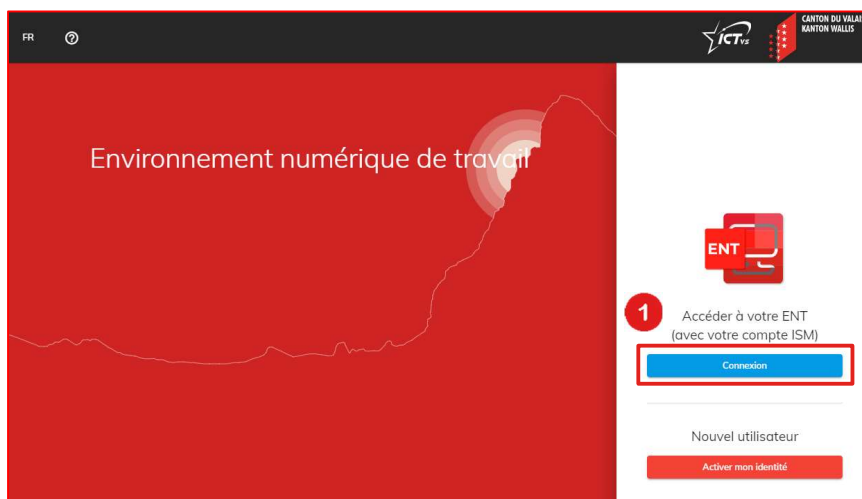 FR
ICTVS
CANTON DU VALAI
KANTON WALLIS
Environnement numérique de travail
ENT
1
Accéder à votre ENT
(avec votre compte ISM)
Connexion
Nouvel utilisateur
Activer mon identité